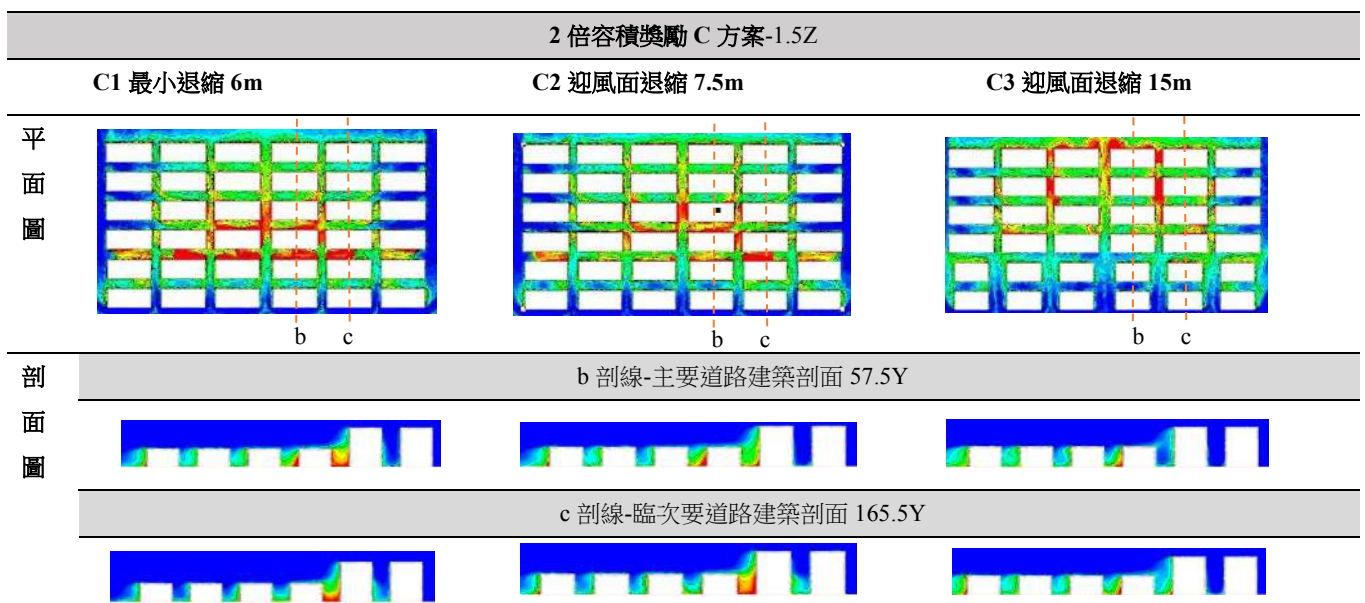 2 倍容積獎勵 C 方案-1.5Z
C1 最小退縮 6m
C2 迎風面退縮 7.5m
C3 迎風面退縮 15m
平面圖
b c
b c
b c
剖面圖
b 剖線-主要道路建築剖面 57.5Y
c 剖線-臨次要道路建築剖面 165.5Y